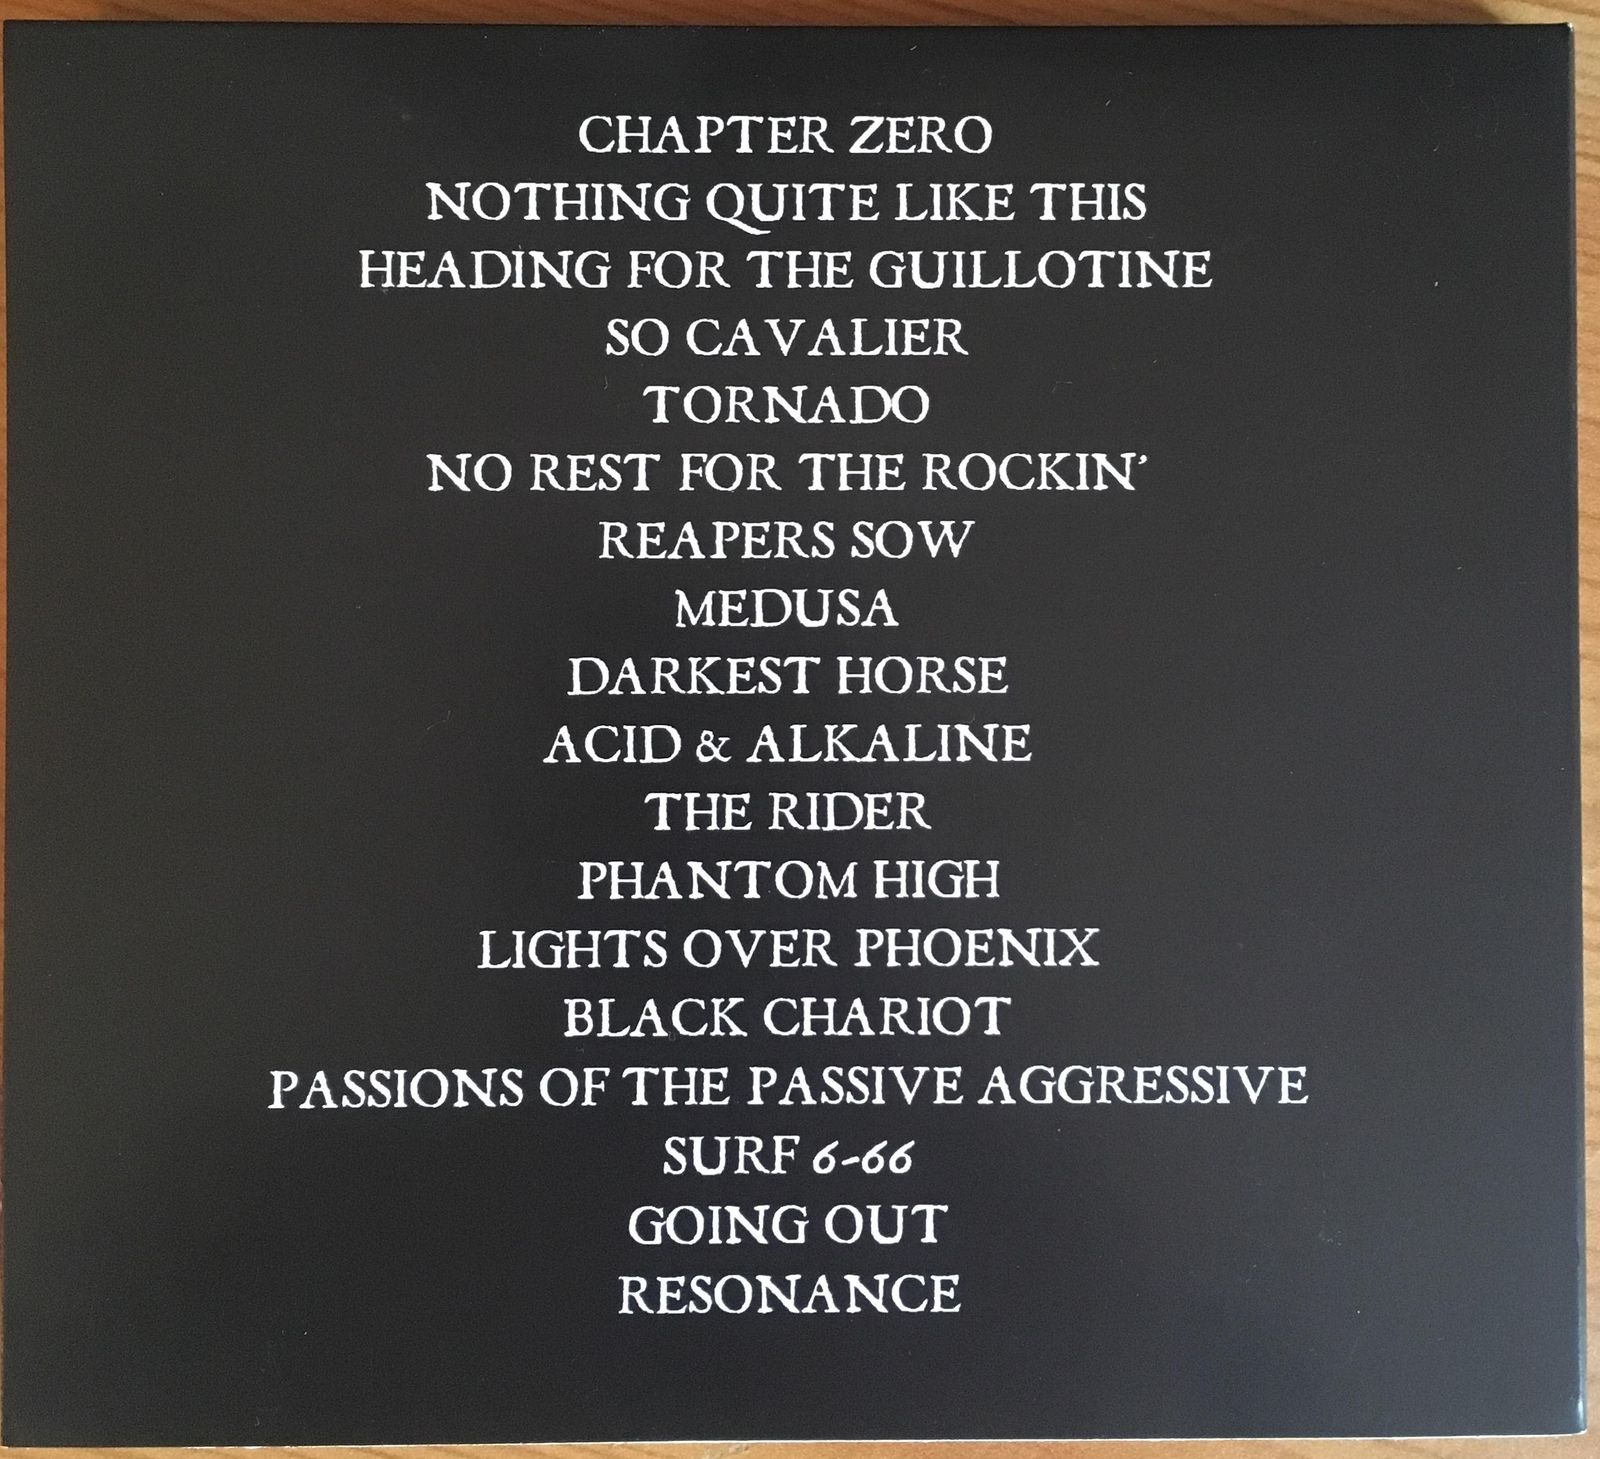 CHAPTER ZERO
NOTHING QUITE LIKE THIS
HEADING FOR THE GUILLOTINE
SO CAVALIER
TORNADO
NO REST FOR THE ROCKIN’
REAPERS SOW
MEDUSA
DARKEST HORSE
ACID & ALKALINE
THE RIDER
PHANTOM HIGH
LIGHTS OVER PHOENIX
BLACK CHARIOT
PASSIONS OF THE PASSIVE AGGRESSIVE
SURF 6-66
GOING OUT
RESONANCE